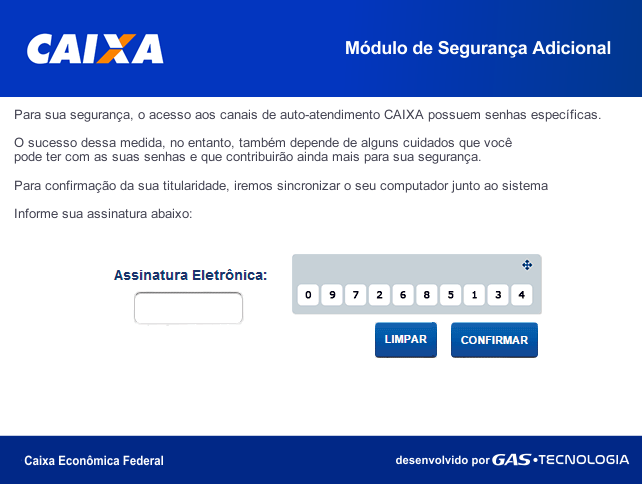 CAIXA
Módulo de Segurança Adicional
Para sua segurança, o acesso aos canais de auto-atendimento CAIXA possuem senhas específicas.
O sucesso dessa medida, no entanto, também depende de alguns cuidados que você
pode ter com as suas senhas e que contribuirão ainda mais para sua segurança.
Para confirmação da sua titularidade, iremos sincronizar o seu computador junto ao sistema
Informe sua assinatura abaixo:
Assinatura Eletrônica:
0 9 7 2 6 8 5 1 3 4
LIMPAR CONFIRMAR
Caixa Econômica Federal
desenvolvido por GAS•TECNOLOGIA